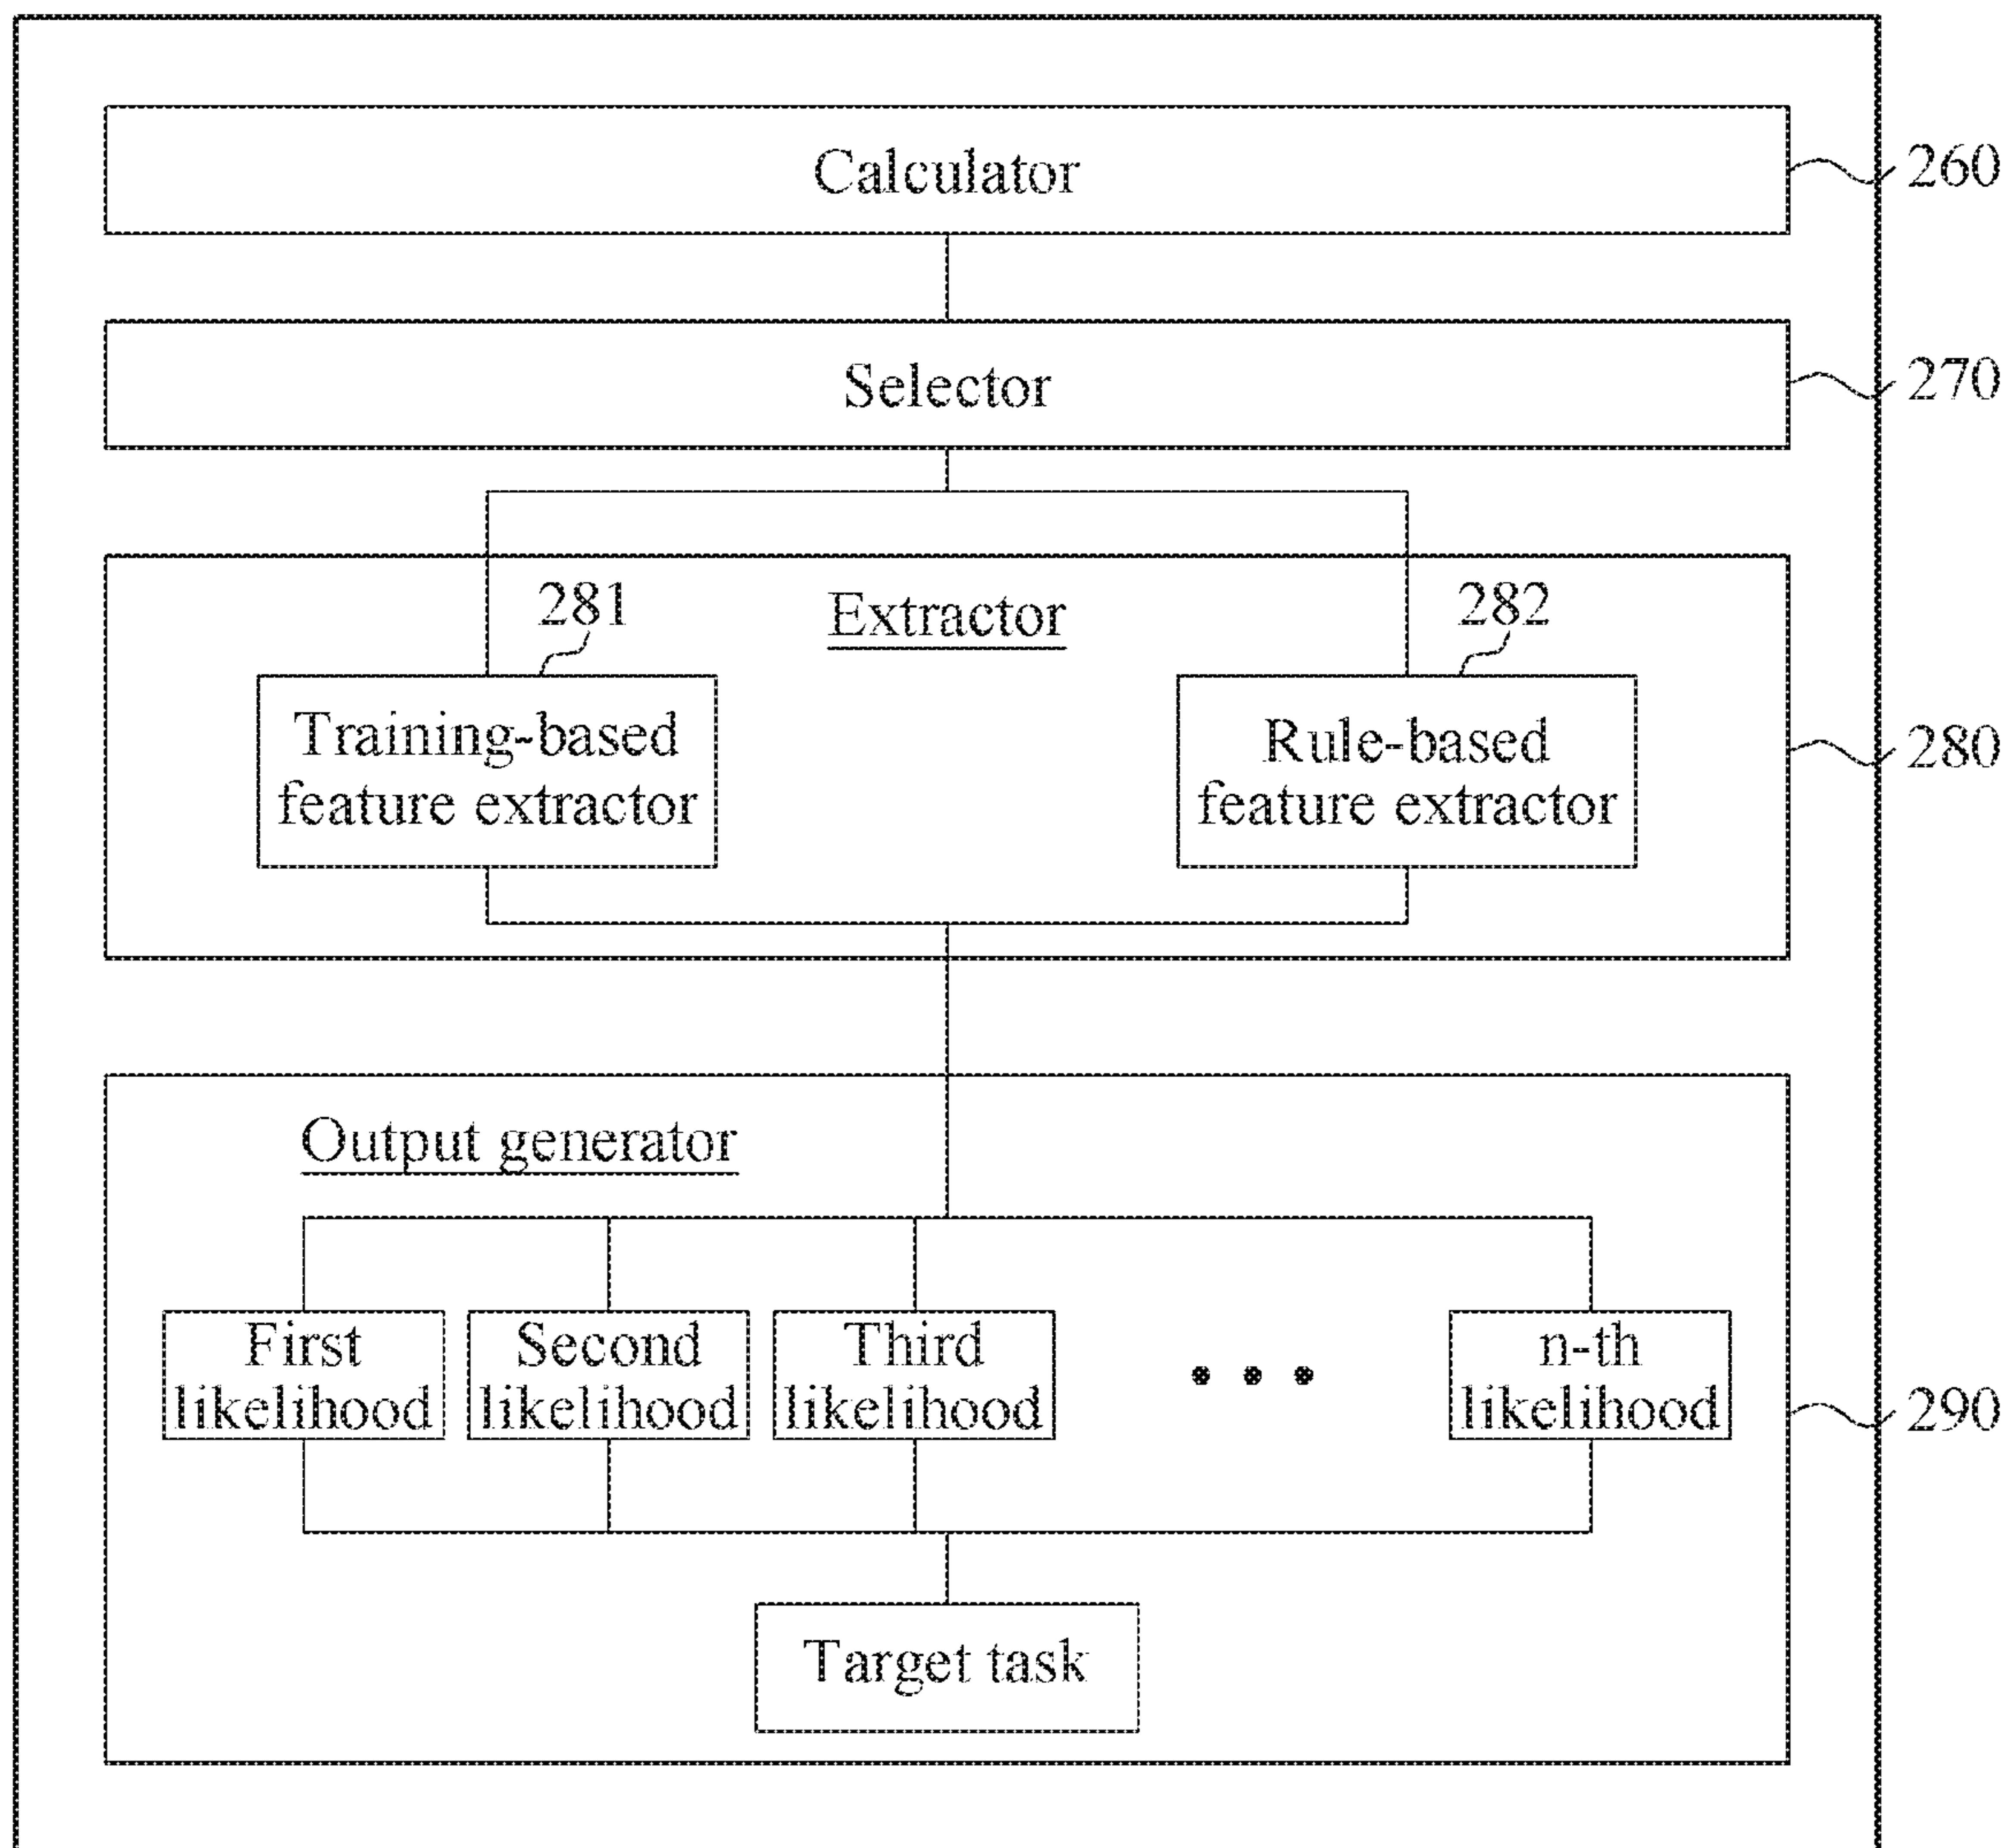 Calculator
260
Selector
270
281
Extractor
282
Training-based
feature extractor
Rule-based
feature extractor
280
Output generator
First
likelihood
Second
likelihood
Third
likelihood
• • •
n-th
likelihood
290
Target task